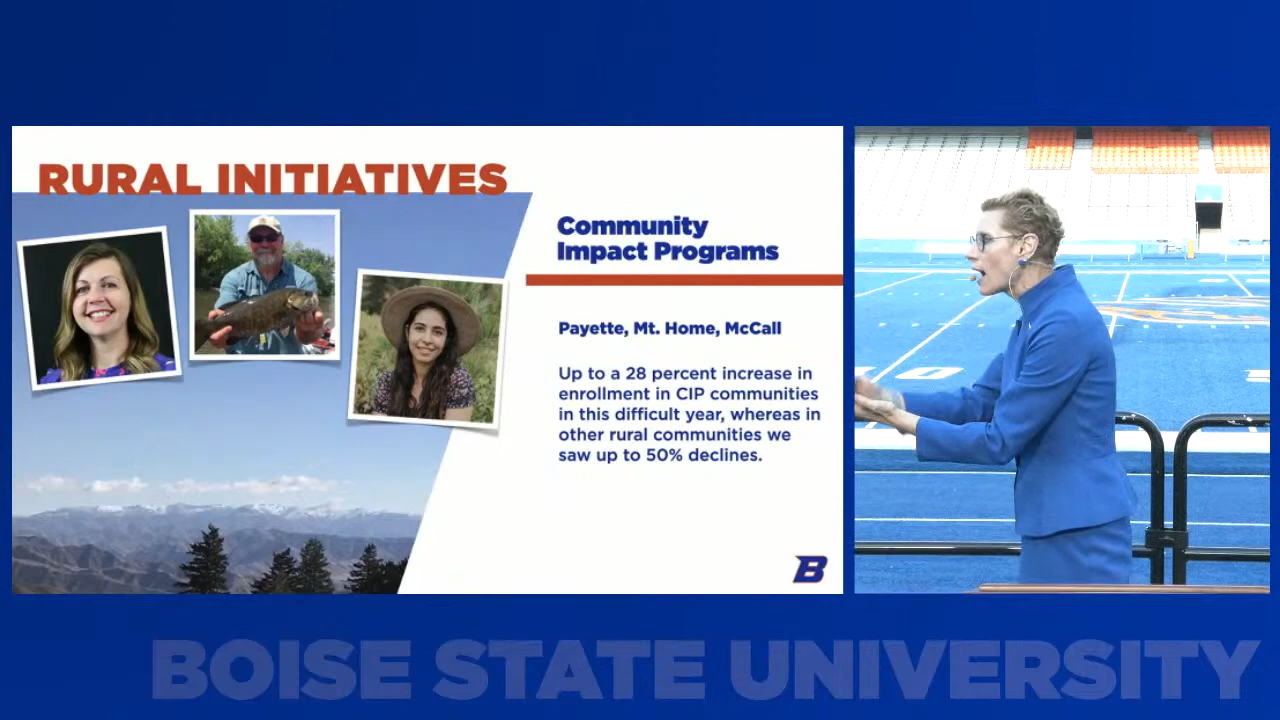 RURAL INITIATIVES
Community
Impact Programs
Payette, Mt. Home, McCall
Up to a 28 percent increase in
enrollment in CIP communities
in this difficult year, whereas in
other rural communities we
saw up to 50% declines.
B
BOISE STATE UNIVERSITY